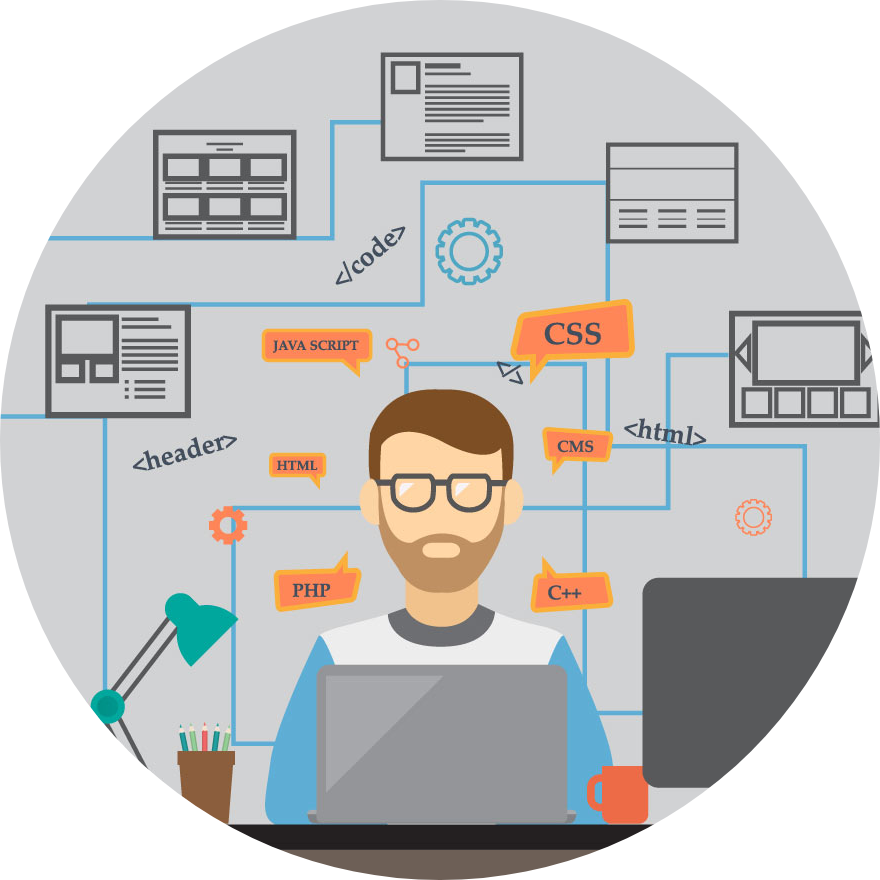 </code>
CSS
JAVA SCRIPT
</>
<html>
<header>
CMS
HTML
PHP
C++